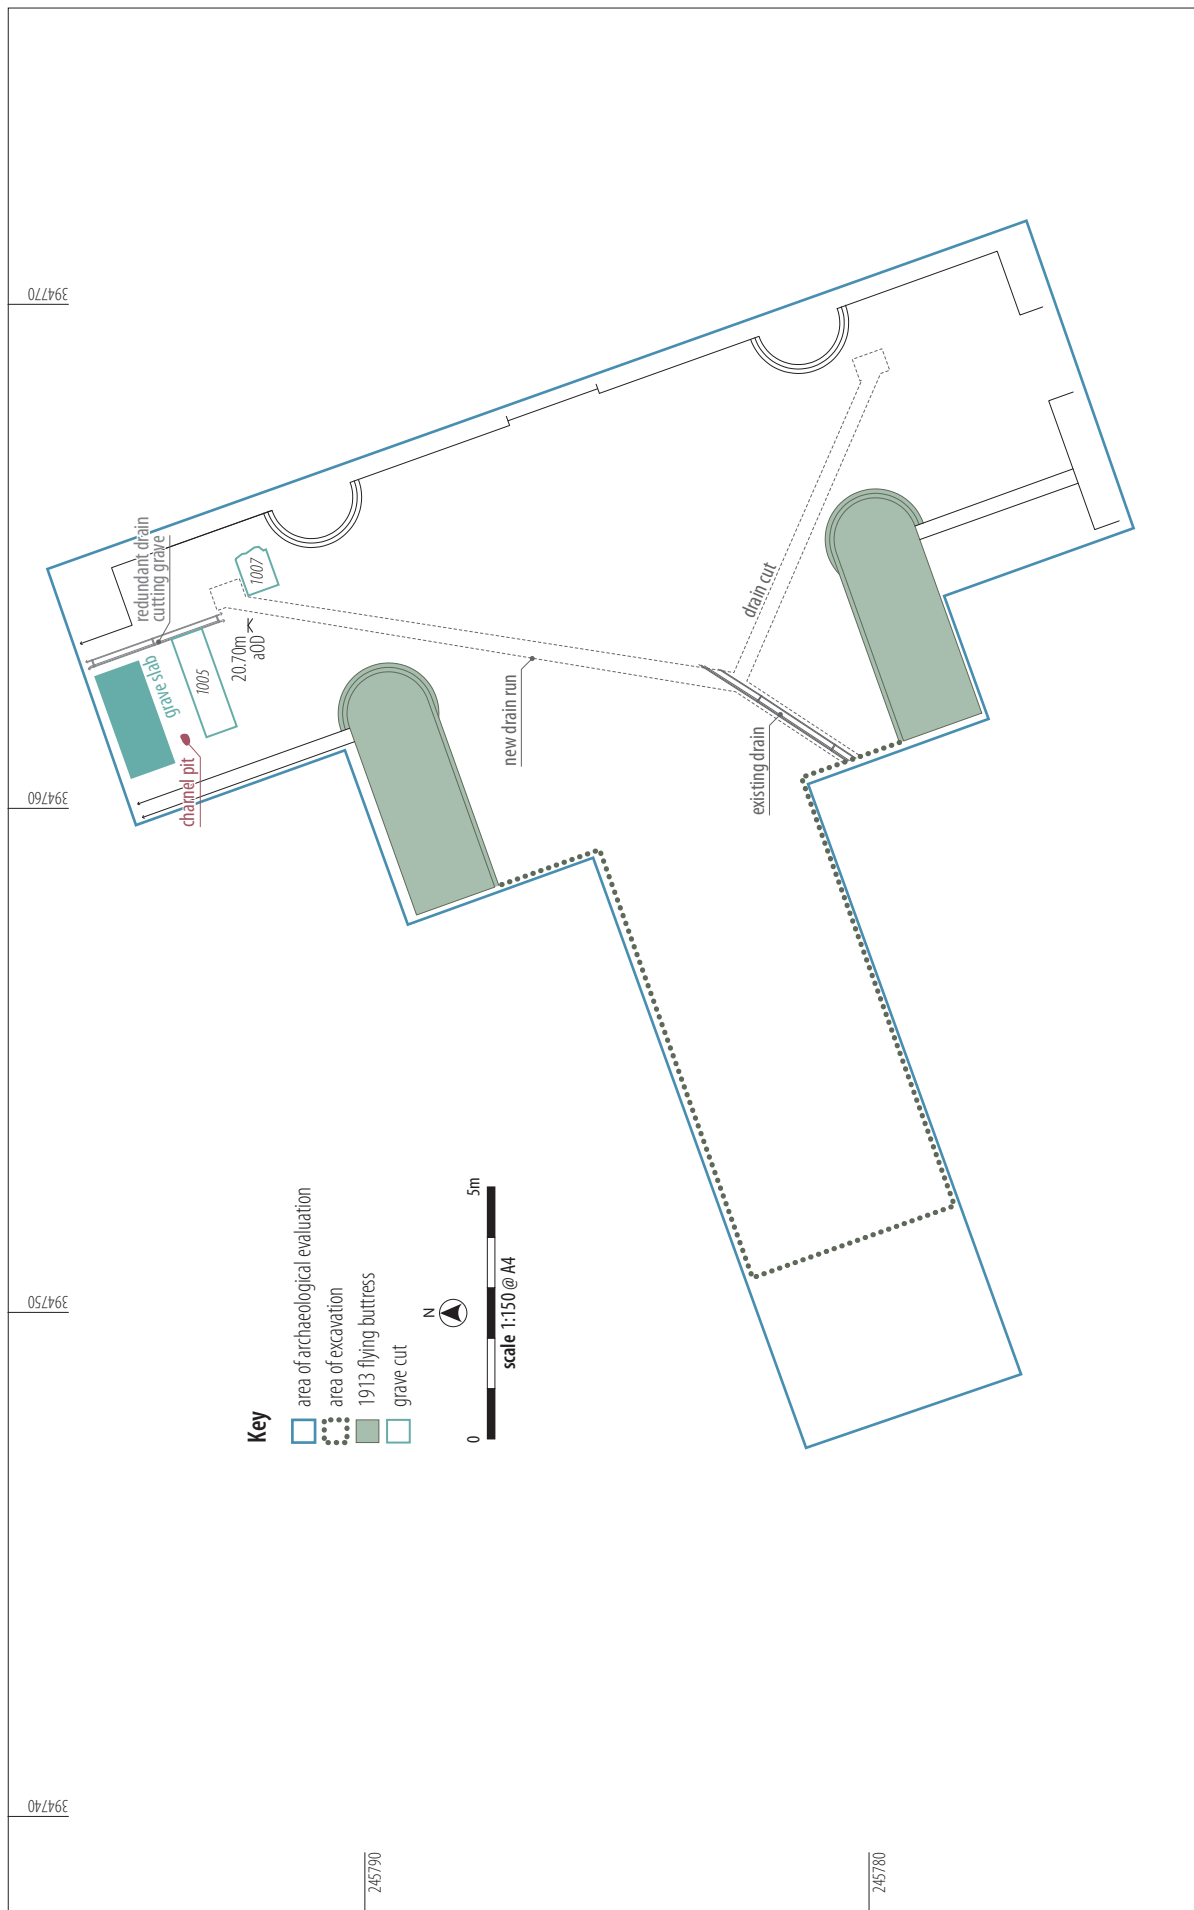 394770
394760
394750
394740
245790
245780
redundant drain
cutting grave
grave slab
1005
1007
20.70m
aOD
charnel pit
new drain run
drain cut
existing drain
Key
area of archaeological evaluation
area of excavation
1913 flying buttress
grave cut
N
0
5m
scale 1:150 @ A4